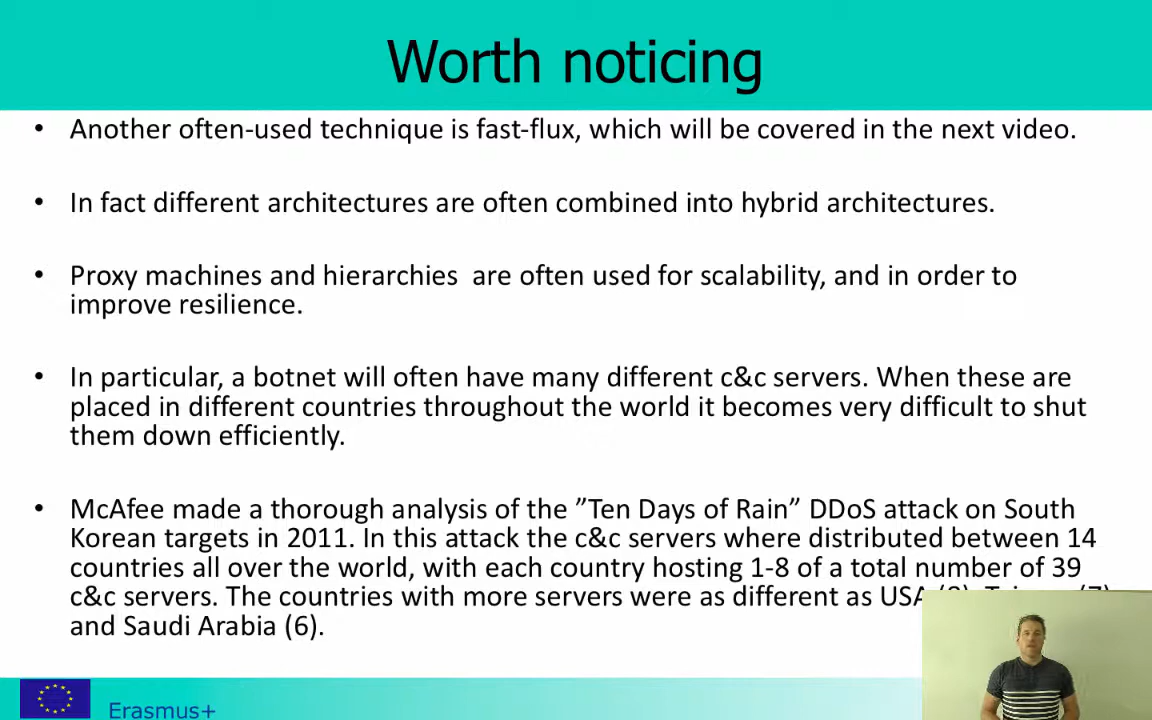 Worth noticing
• Another often-used technique is fast-flux, which will be covered in the next video.
• In fact different architectures are often combined into hybrid architectures.
• Proxy machines and hierarchies  are often used for scalability, and in order to
improve resilience.
• In particular, a botnet will often have many different c&c servers. When these are
placed in different countries throughout the world it becomes very difficult to shut
them down efficiently.
• McAfee made a thorough analysis of the ”Ten Days of Rain” DDoS attack on South
Korean targets in 2011. In this attack the c&c servers where distributed between 14
countries all over the world, with each country hosting 1-8 of a total number of 39
c&c servers. The countries with more servers were as different as USA
and Saudi Arabia (6).
Erasmus+